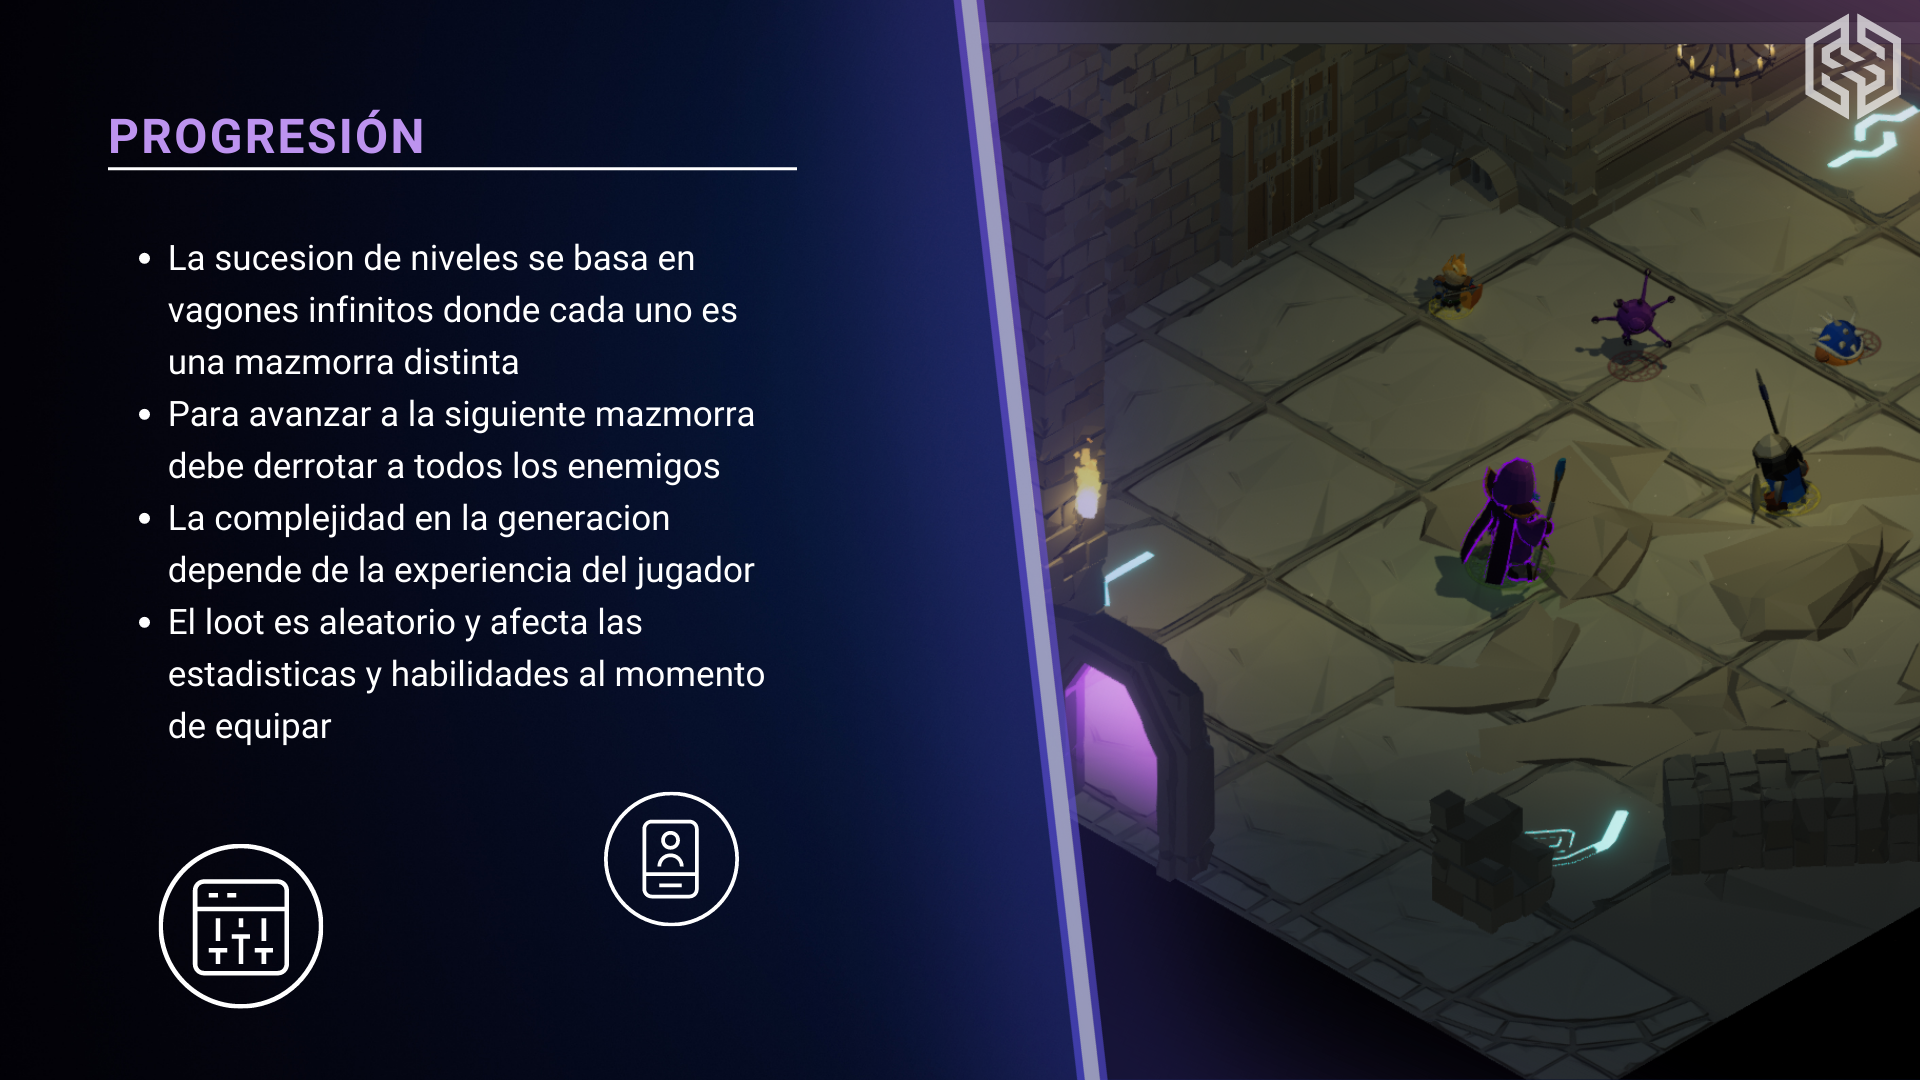 PROGRESIÓN
• La sucesion de niveles se basa en
vagones infinitos donde cada uno es
una mazmorra distinta
• Para avanzar a la siguiente mazmorra
debe derrotar a todos los enemigos
• La complejidad en la generacion
depende de la experiencia del jugador
• El loot es aleatorio y afecta las
estadisticas y habilidades al momento
de equipar